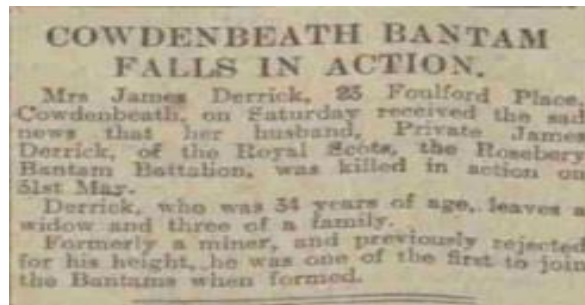 COWDENBEATH BANTAM
FALLS IN ACTION.
Mrs James Derrick, 25 Foulford Place,
Cowdenbeath, on Saturday received the sad
news that her husband, Private James
Derrick, of the Royal Scots, the Rosebery
Bantam Battalion, was killed in action on
31st May.
Derrick, who was 34 years of age, leaves a
widow and three of a family.
Formerly a miner, and previously rejected
for his height, he was one of the first to join
the Bantams when formed.